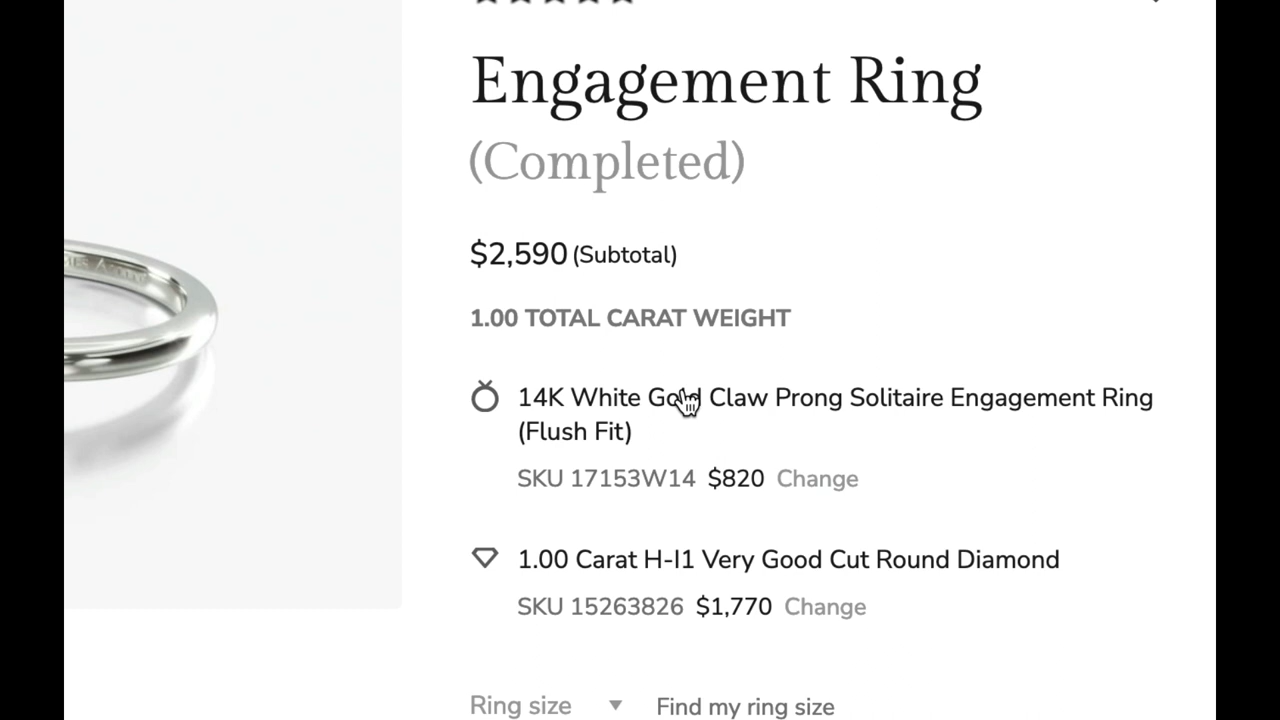 Engagement Ring
(Completed)
$2,590 (Subtotal)
1.00 TOTAL CARAT WEIGHT
14K White Gold Claw Prong Solitaire Engagement Ring
(Flush Fit)
SKU 17153W14 $820 Change
1.00 Carat H-I1 Very Good Cut Round Diamond
SKU 15263826 $1,770 Change
Ring size Find my ring size